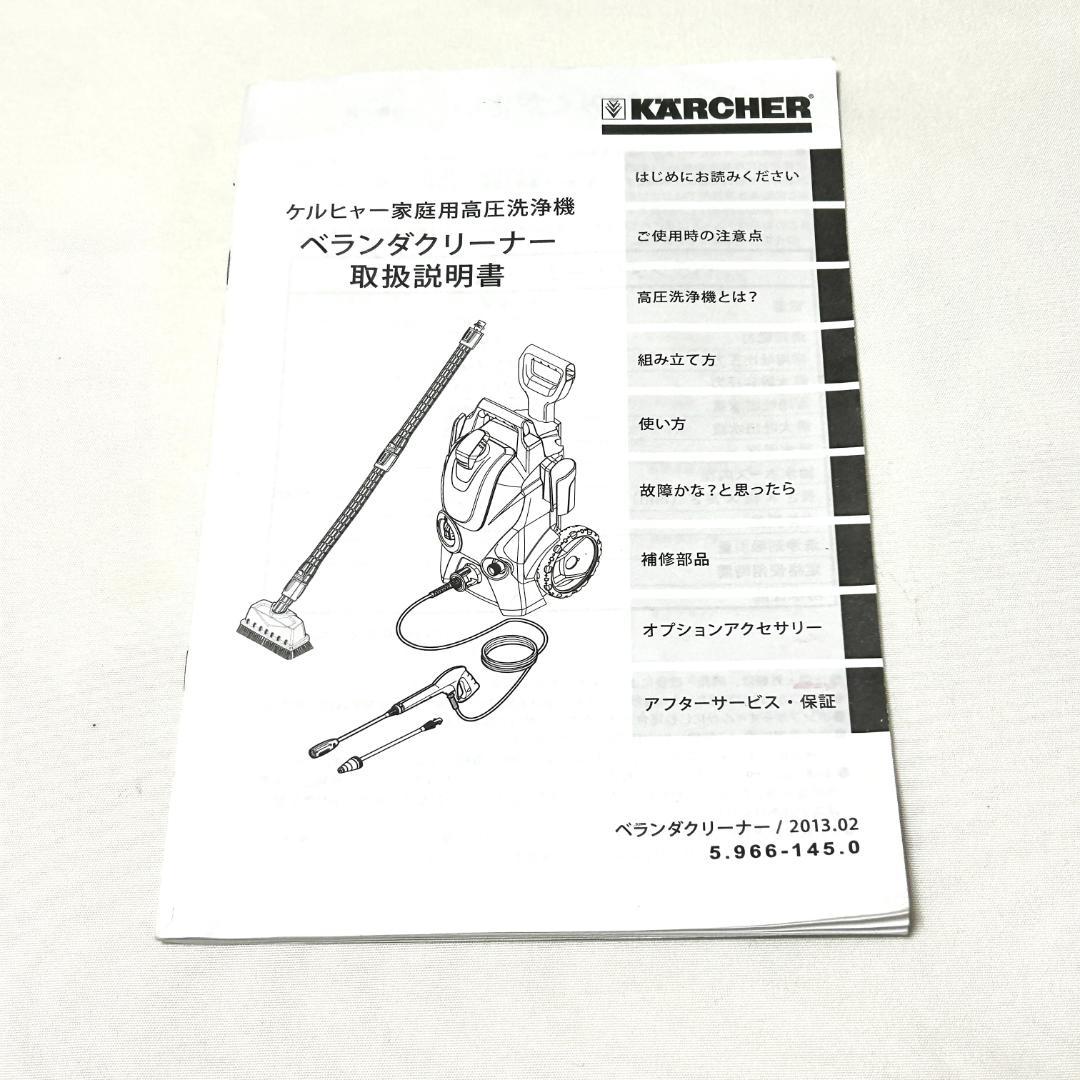 KÄRCHER®
ケルヒャー家庭用高圧洗浄機
ベランダクリーナー
取扱説明書
はじめにお読みください
ご使用時の注意点
高圧洗浄機とは?
組み立て方
使い方
故障かな?と思ったら
補修部品
オプションアクセサリー
アフターサービス・保証
ベランダクリーナー / 2013.02
5.966-145.0